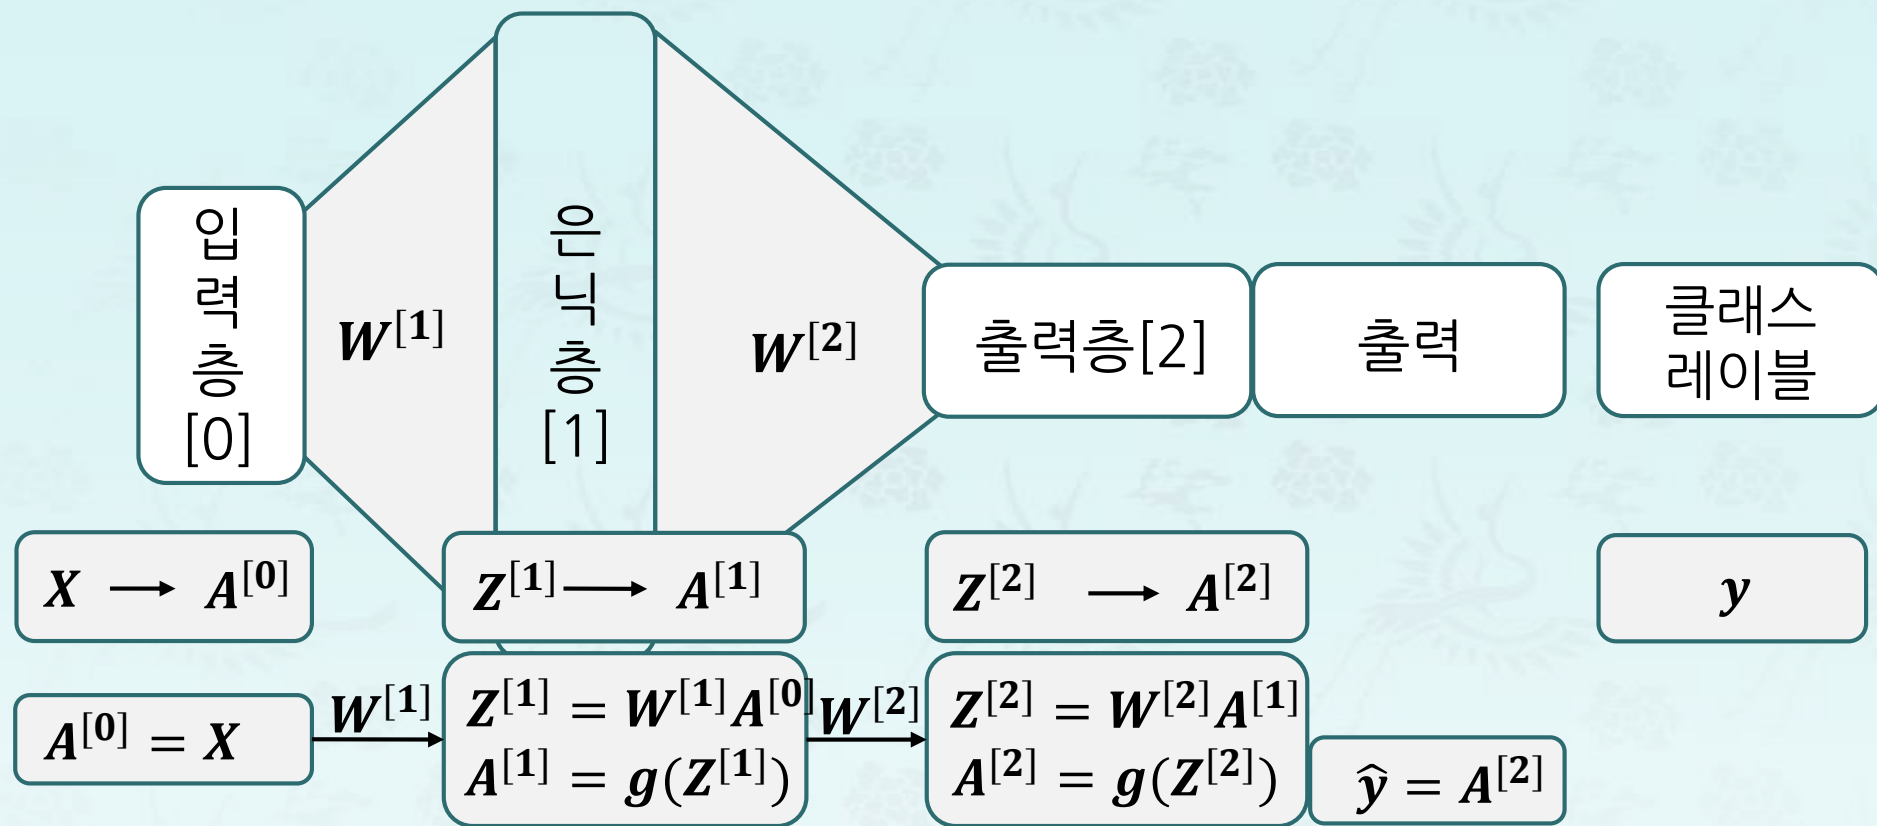 입
력
층
[0]
W^[1]
은
닉
층
[1]
W^[2]
출력층[2]
출력
클래스
레이블
X → A^[0]
Z^[1] → A^[1]
Z^[2] → A^[2]
y
A^[0] = X
W^[1]
Z^[1] = W^[1]A^[0]
A^[1] = g(Z^[1])
W^[2]
Z^[2] = W^[2]A^[1]
A^[2] = g(Z^[2])
ŷ = A^[2]